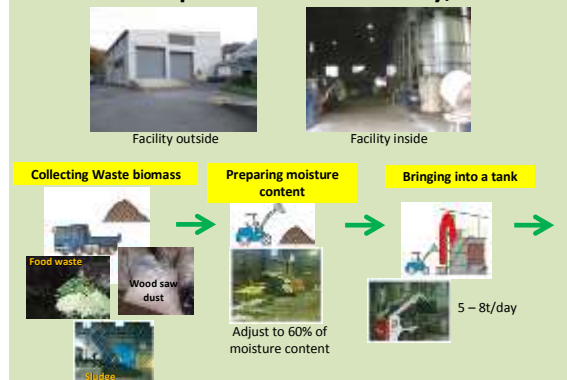 Facility outside
Facility inside
Collecting Waste biomass
Preparing moisture
content
Bringing into a tank
Food waste
Wood saw
dust
Sludge
Adjust to 60% of
moisture content
5 – 8t/day